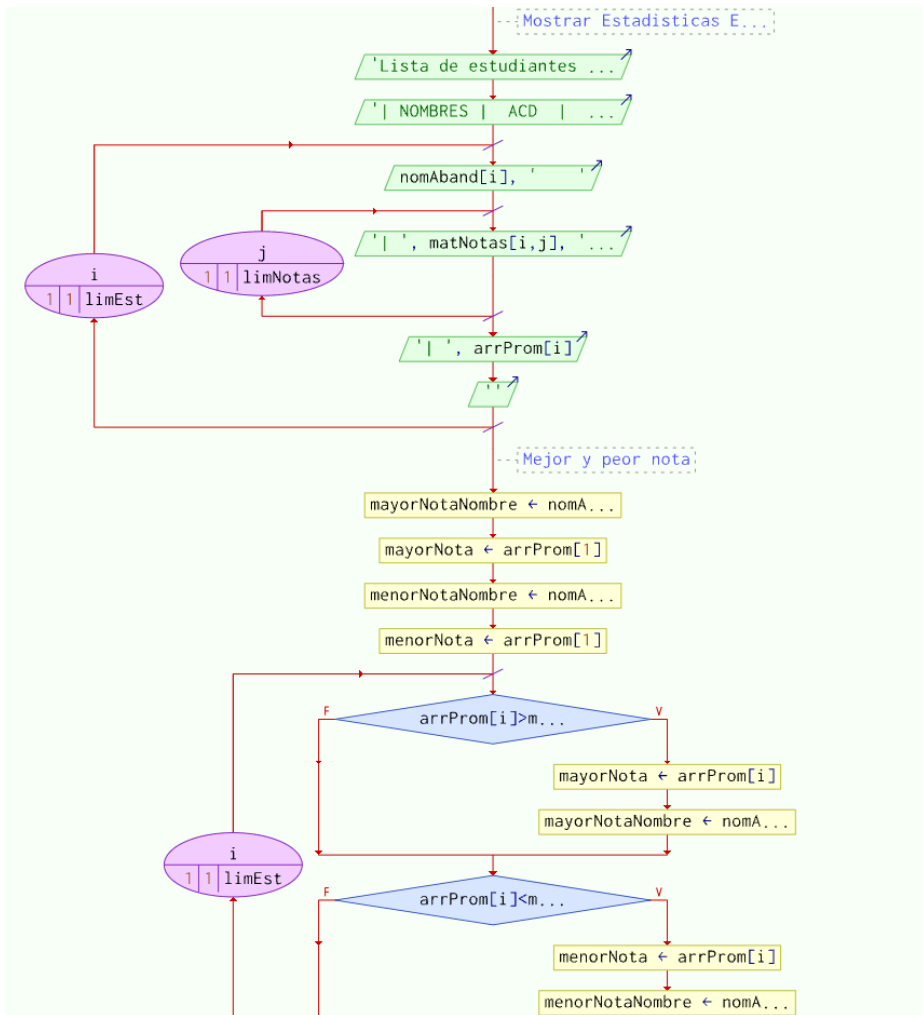 Mostrar Estadisticas E...
'Lista de estudiantes ...
'| NOMBRES |  ACD  |  ...
nomAband[i], '    '
'| ', matNotas[i,j], '...
j
1 1 limNotas
i
1 1 limEst
'| ', arrProm[i]
''
Mejor y peor nota
mayorNotaNombre ← nomA...
mayorNota ← arrProm[1]
menorNotaNombre ← nomA...
menorNota ← arrProm[1]
F
arrProm[i]>m...
V
mayorNota ← arrProm[i]
mayorNotaNombre ← nomA...
i
1 1 limEst
F
arrProm[i]<m...
V
menorNota ← arrProm[i]
menorNotaNombre ← nomA...